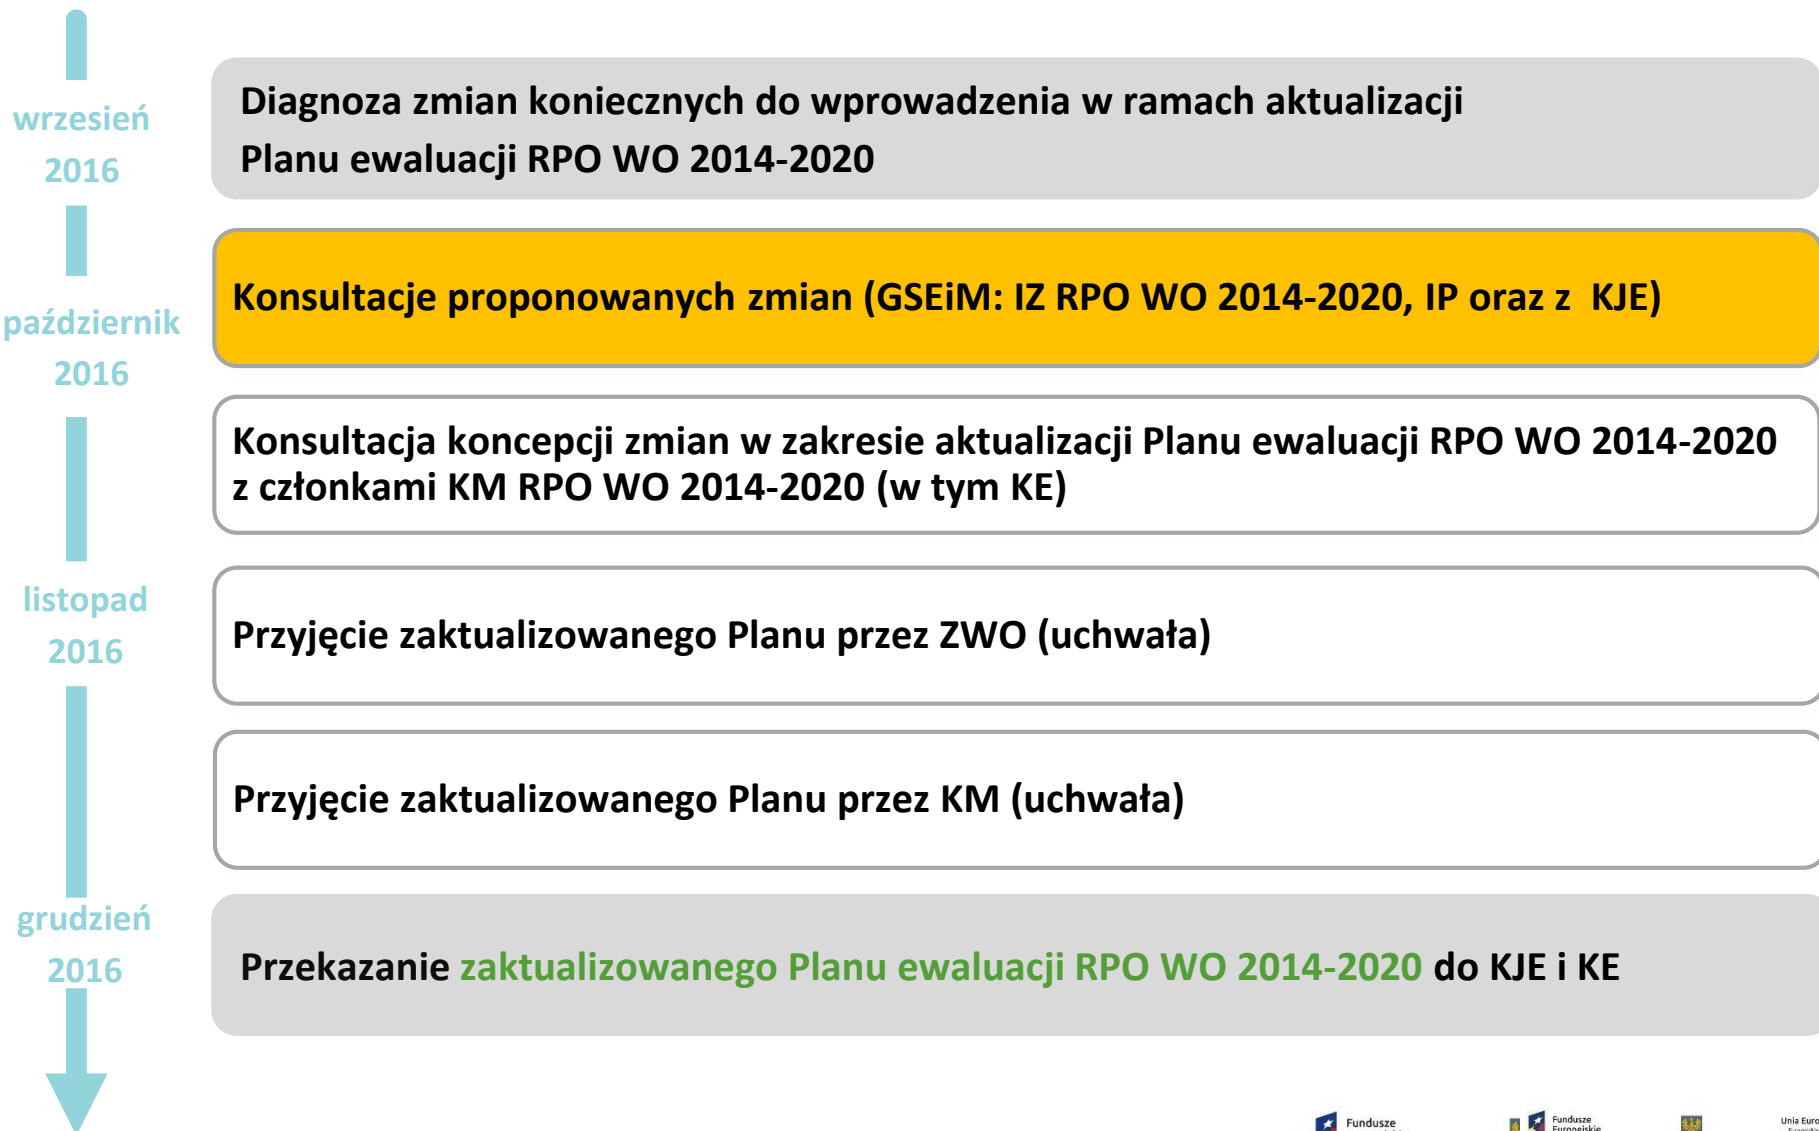 wrzesień
2016
Diagnoza zmian koniecznych do wprowadzenia w ramach aktualizacji
Planu ewaluacji RPO WO 2014-2020
październik
2016
Konsultacje proponowanych zmian (GSEiM: IZ RPO WO 2014-2020, IP oraz z KJE)
Konsultacja koncepcji zmian w zakresie aktualizacji Planu ewaluacji RPO WO 2014-2020
z członkami KM RPO WO 2014-2020 (w tym KE)
listopad
2016
Przyjęcie zaktualizowanego Planu przez ZWO (uchwała)
Przyjęcie zaktualizowanego Planu przez KM (uchwała)
grudzień
2016
Przekazanie zaktualizowanego Planu ewaluacji RPO WO 2014-2020 do KJE i KE
Fundusze
Fundusze
Europejskie
Unia Euro